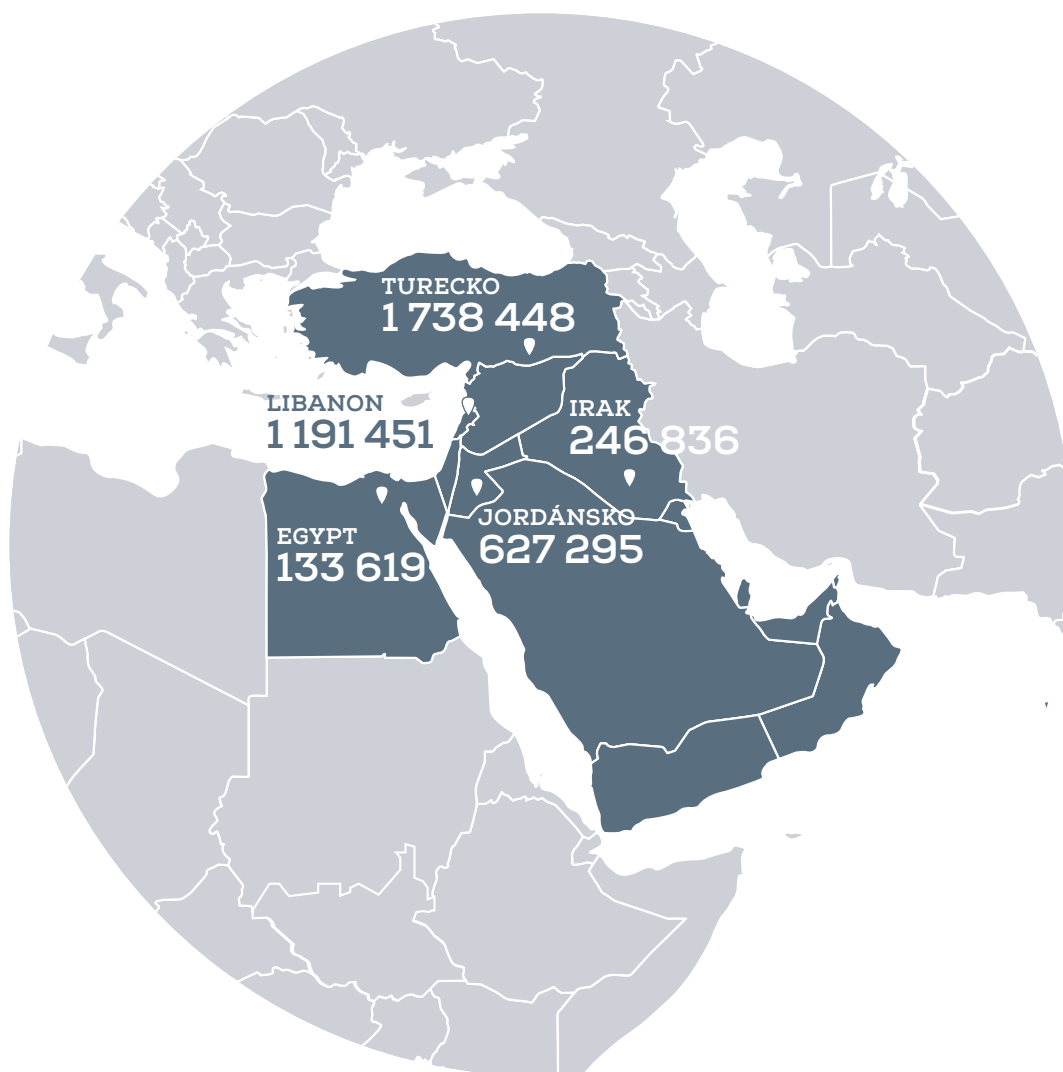 TURECKO
1 738 448
LIBANON
1 191 451
IRAK
246 836
JORDÁNSKO
627 295
EGYPT
133 619